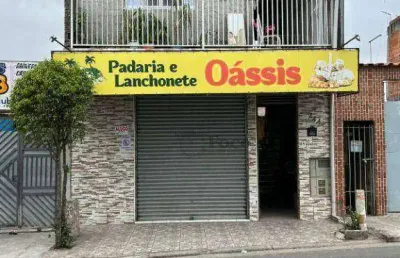 Padaria e
Lanchonete
Oássis